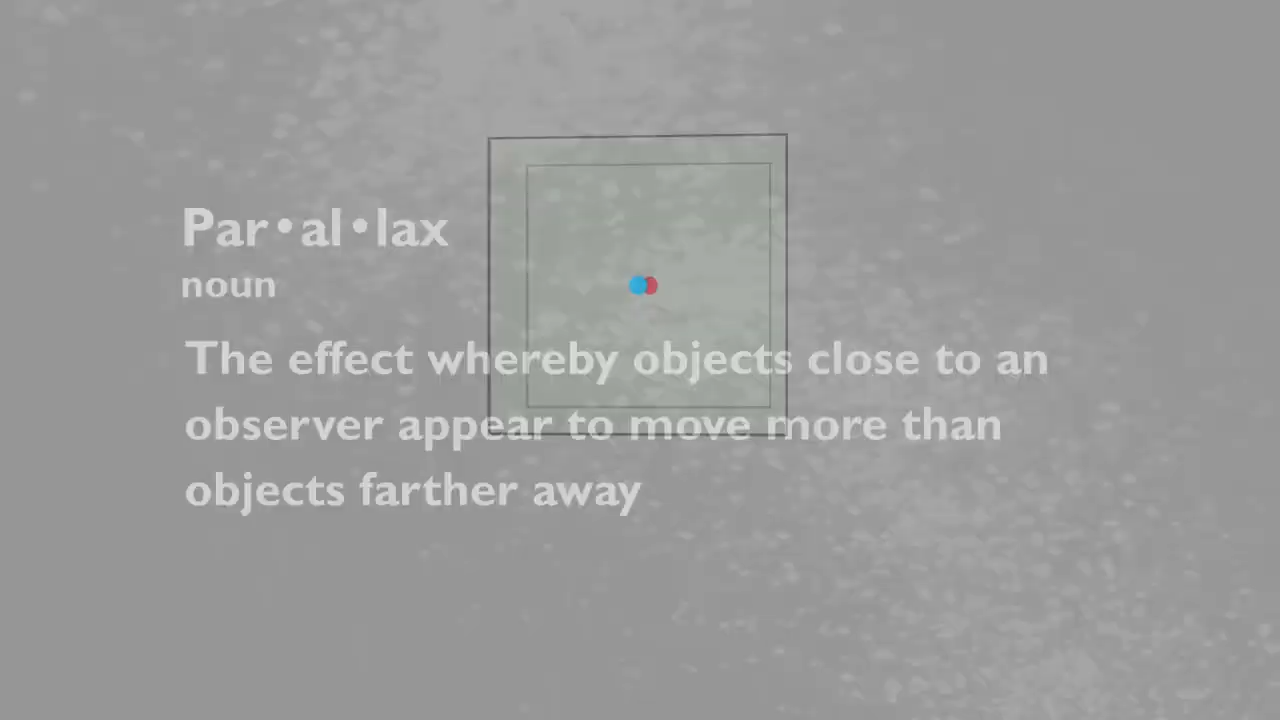 Par•al•lax
noun
The effect whereby objects close to an
observer appear to move more than
objects farther away